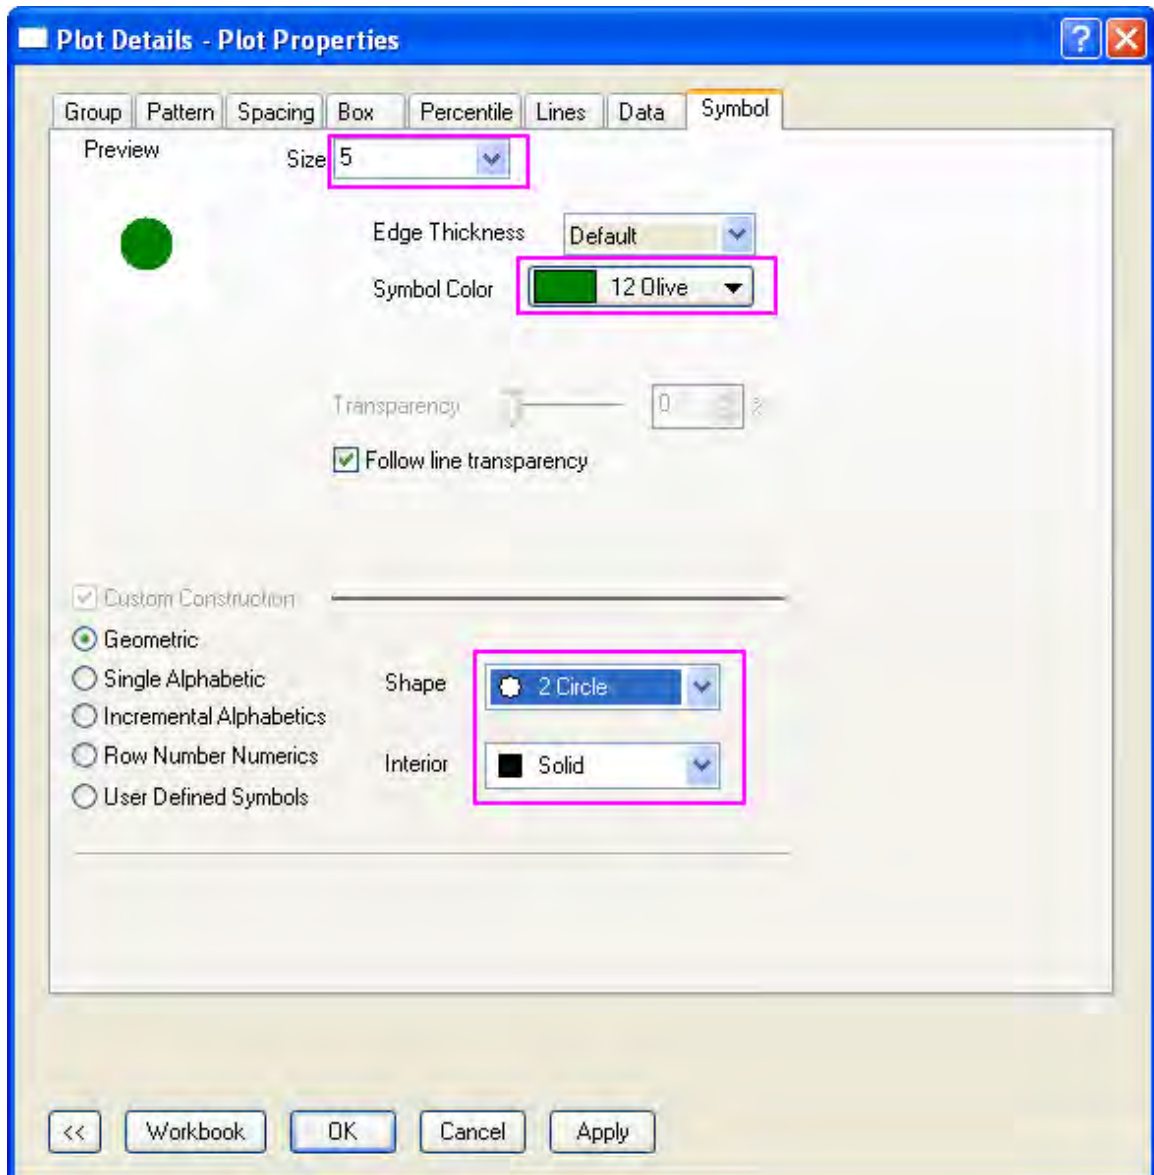 Plot Details - Plot Properties
?
Group Pattern Spacing Box Percentile Lines Data Symbol
Preview
Size 5
Edge Thickness Default
Symbol Color 12 Olive
Transparency 0 %
Follow line transparency
Custom Construction
Geometric
Single Alphabetic
Incremental Alphabetics
Row Number Numerics
User Defined Symbols
Shape 2 Circle
Interior Solid
<< Workbook OK Cancel Apply